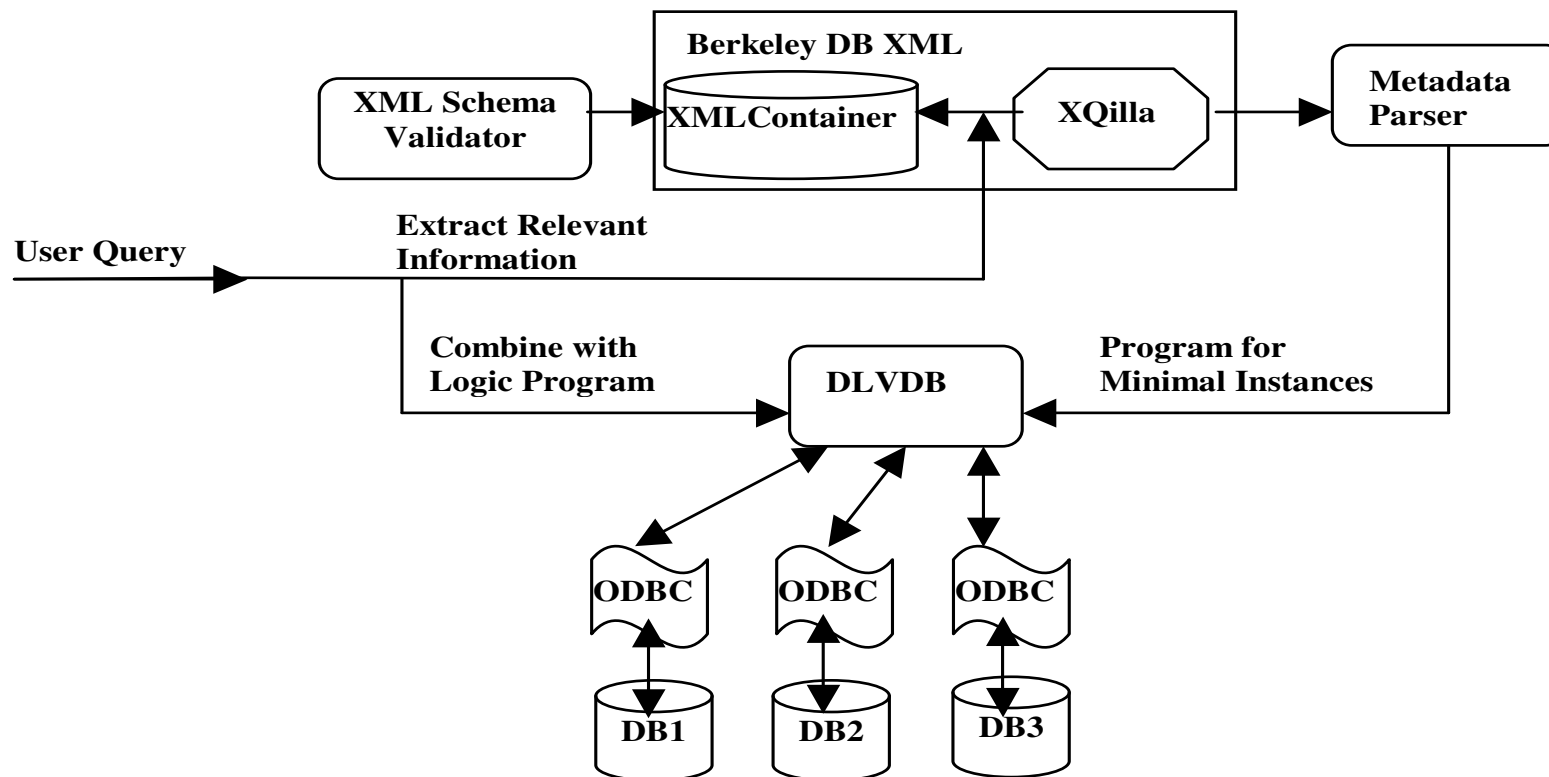 Berkeley DB XML
XML Schema
Validator
XMLContainer
XQilla
Metadata
Parser
User Query
Extract Relevant
Information
Combine with
Logic Program
DLVDB
Program for
Minimal Instances
ODBC
ODBC
ODBC
DB1
DB2
DB3